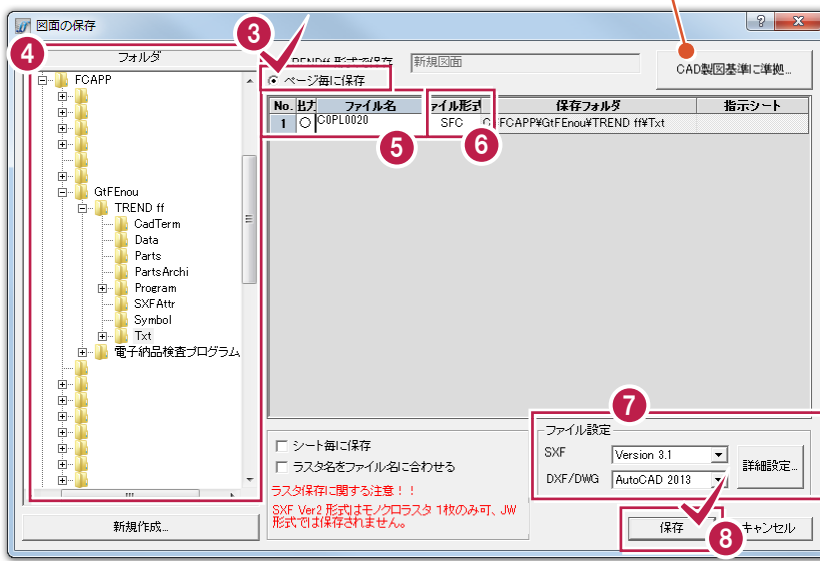 図面の保存
フォルダ
FCAPP
GtFEnou
TREND ff
CadTerm
Data
Parts
PartsArchi
Program
SXFAttr
Symbol
Txt
電子納品検査プログラム
新規作成...
3
4
形式で保存 新規図面
CAD製図基準に準拠...
ページ毎に保存
No. 出力 ファイル名 ファイル形式 保存フォルダ 指示シート
1 ○ C0PL0020 SFC C:¥FCAPP¥GtFEnou¥TREND ff¥Txt
5
6
シート毎に保存
ラスタ名をファイル名に合わせる
ラスタ保存に関する注意！！
SXF Ver2 形式はモノクロラスタ 1枚のみ可、JW
形式では保存されません。
7
ファイル設定
SXF Version 3.1
DXF/DWG AutoCAD 2013
詳細設定...
保存
キャンセル
8